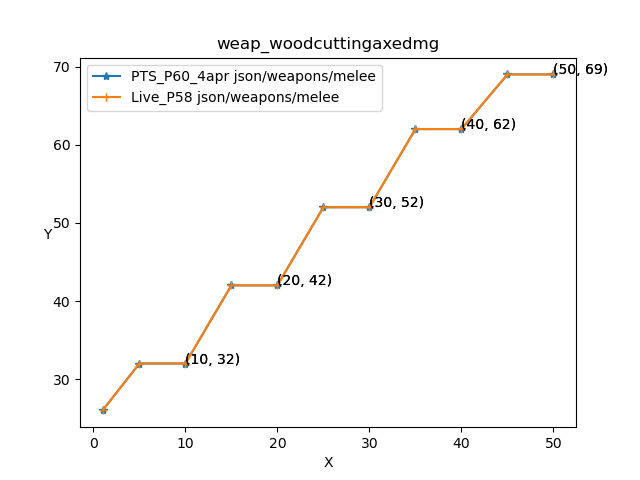 weap_woodcuttingaxedmg
PTS_P60_4apr json/weapons/melee
Live_P58 json/weapons/melee
70
60
50
40
30
Y
(50, 69)
(40, 62)
(30, 52)
(20, 42)
(10, 32)
0 10 20 30 40 50
X